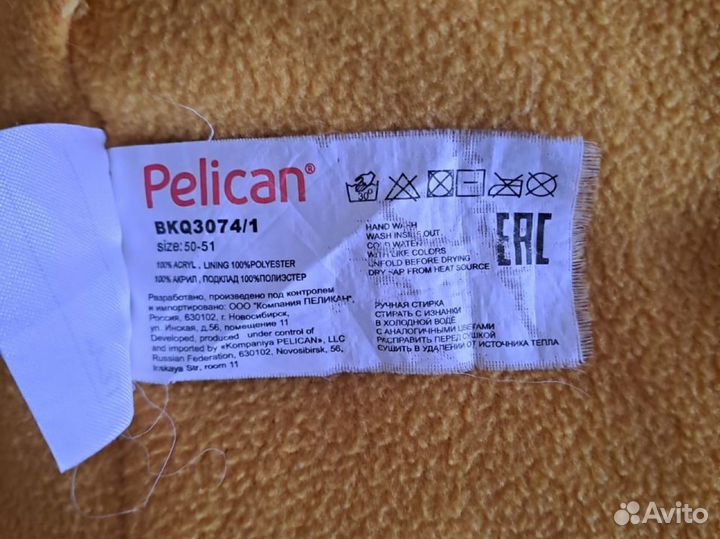 Pelican®
BKQ3074/1
size: 50-51
100% ACRYL , LINING 100%POLYESTER
100% АКРИЛ , ПОДКЛАД 100%ПОЛИЭСТЕР
Разработано, произведено под контролем
и импортировано: ООО "Компания ПЕЛИКАН",
Россия, 630102, г. Новосибирск,
ул. Инская, д.56, помещение 11
Developed, produced under control of
and imported by «Kompaniya PELICAN», LLC
Russian Federation, 630102, Novosibirsk, 56,
Inskaya Str. room 11
30°
HAND WASH
WASH INSIDE OUT
COLD WATER
WITH LIKE COLORS
UNFOLD BEFORE DRYING
DRY FAR FROM HEAT SOURCE
РУЧНАЯ СТИРКА
СТИРАТЬ С ИЗНАНКИ
В ХОЛОДНОЙ ВОДЕ
С АНАЛОГИЧНЫМИ ЦВЕТАМИ
РАСПРАВИТЬ ПЕРЕД СУШКОЙ
СУШИТЬ В УДАЛЕНИИ ОТ ИСТОЧНИКА ТЕПЛА
EAC
Avito